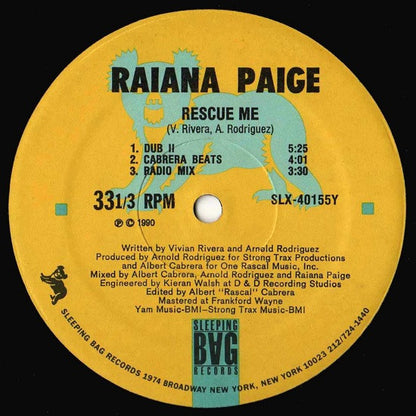 RAIANA PAIGE
RESCUE ME
(V. Rivera, A. Rodriguez)
1. DUB II 5:25
2. CABRERA BEATS 4:01
3. RADIO MIX 3:30
33 1/3 RPM SLX-40155Y
℗ © 1990
Written by Vivian Rivera and Arnold Rodriguez
Produced by Arnold Rodriguez for Strong Trax Productions
and Albert Cabrera for One Rascal Music, Inc.
Mixed by Albert Cabrera, Arnold Rodriguez and Raiana Paige
Engineered by Kieran Walsh at D & D Recording Studios
Edited by Albert "Rascal" Cabrera
Mastered at Frankford Wayne
Yam Music-BMI–Strong Trax Music-BMI
SLEEPING
BAG
RECORDS
SLEEPING BAG RECORDS 1974 BROADWAY NEW YORK, NEW YORK 10023 212/724-1440